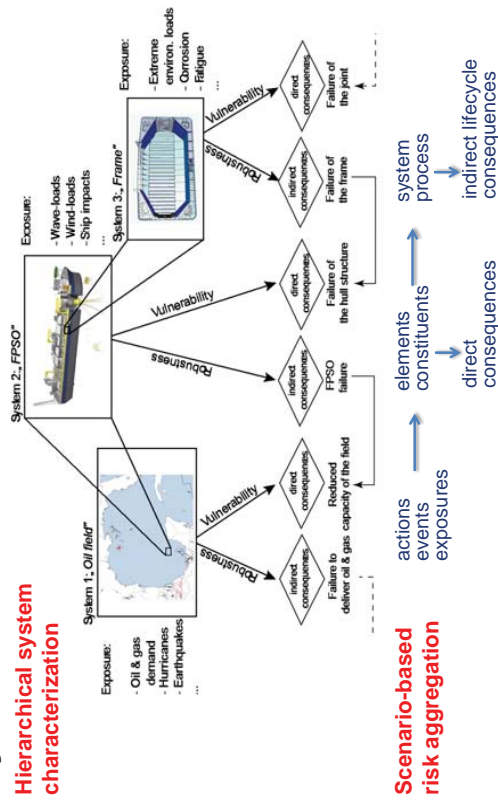 Hierarchical system
characterization
Exposure:
- Oil & gas
demand
- Hurricanes
- Earthquakes
...
System 1:„ Oil field"
Robustness
Vulnerability
indirect
consequences
direct
consequences
Failure to
deliver oil & gas
Reduced
capacity of the field
System 2:„ FPSO"
Exposure:
- Wave-loads
- Wind-loads
- Ship impacts
...
Robustness
Vulnerability
indirect
consequences
direct
consequences
FPSO
failure
Failure of
the hull structure
System 3:„ Frame"
Exposure:
- Extreme
environ. loads
- Corrosion
- Fatigue
...
Robustness
Vulnerability
indirect
consequences
direct
consequences
Failure of
the frame
Failure of
the joint
Scenario-based
risk aggregation
actions
events
exposures
elements
constituents
direct
consequences
system
process
indirect lifecycle
consequences